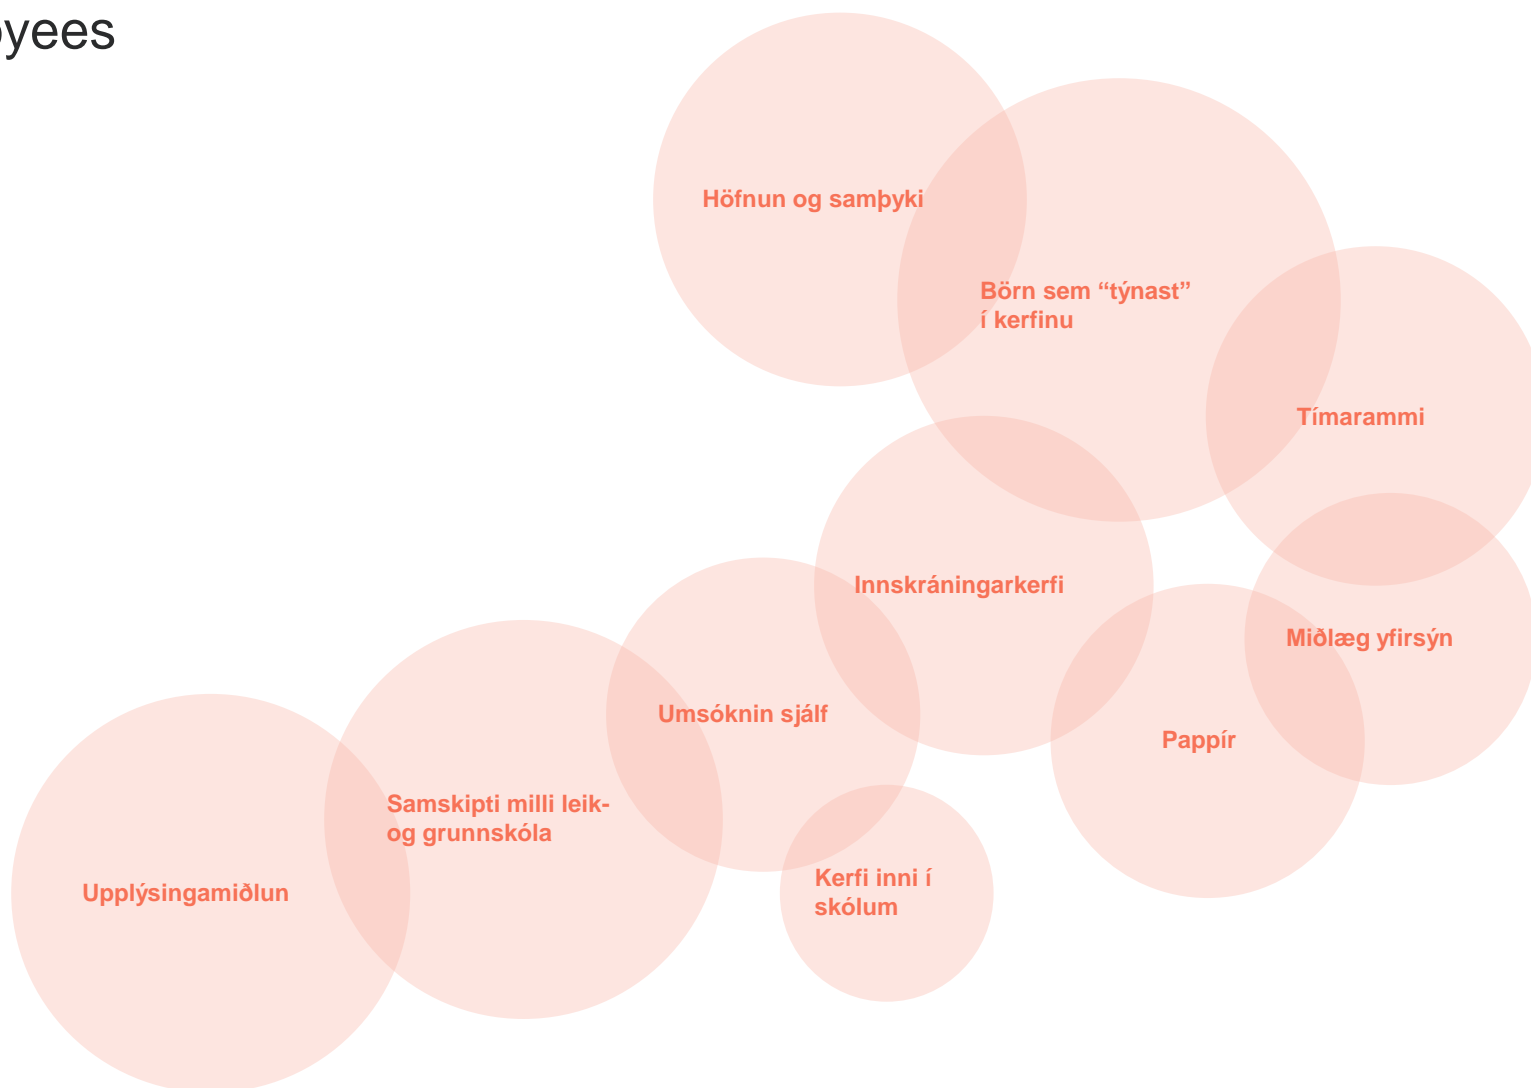 oyees
Höfnun og samþyki
Börn sem “týnast”
í kerfinu
Tímarammi
Innskráningarkerfi
Miðlæg yfirsýn
Umsóknin sjálf
Pappír
Samskipti milli leik-
og grunnskóla
Kerfi inni í
skólum
Upplýsingamiðlun